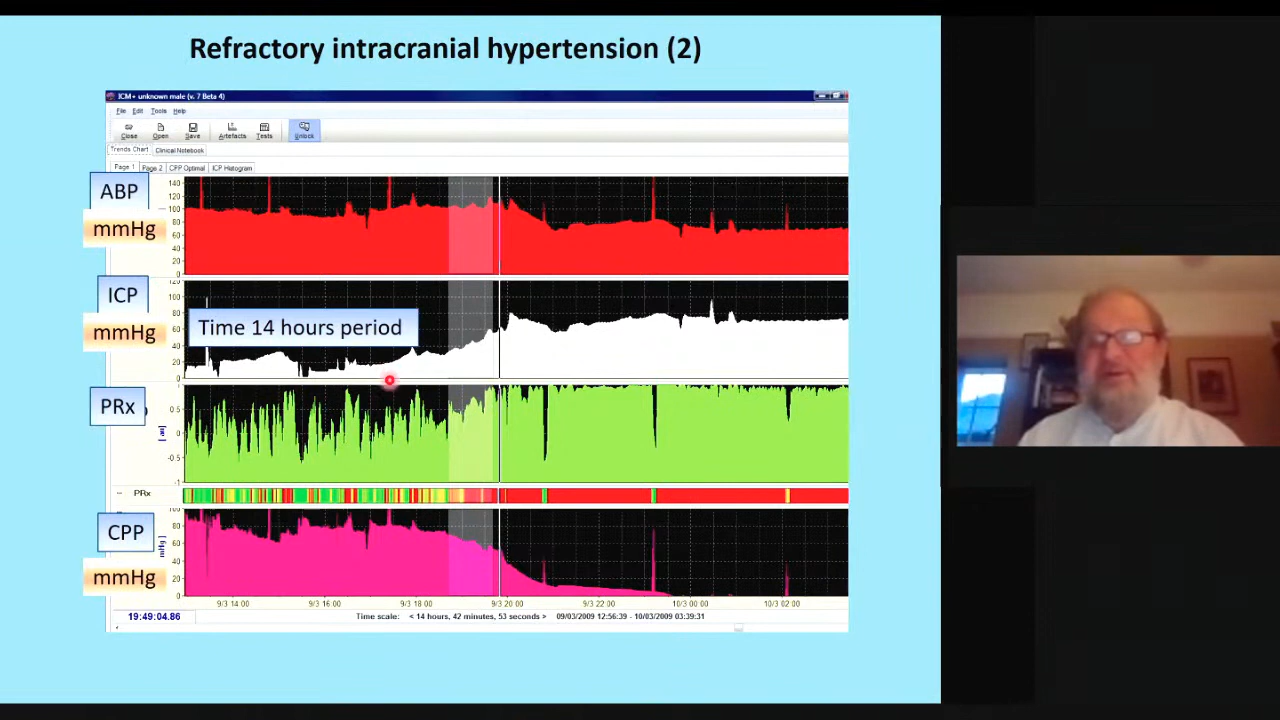 Refractory intracranial hypertension (2)
ICM+ unknown male (v. 7 Beta 4)
File Edit Tools Help
Close Open Save Artefacts Tests Unlock
Trends Chart Clinical Notebook
Page 1 Page 2 CPP Optimal ICP Histogram
ABP
mmHg
140
120
100
80
60
40
20
0
ICP
mmHg
120
100
80
60
40
20
0
Time 14 hours period
PRx
1
0.5
0
-0.5
-1
PRx
CPP
mmHg
100
80
60
40
20
0
9/3 14 00 9/3 16 00 9/3 18 00 9/3 20 00 9/3 22 00 10/3 00 00 10/3 02 00
19:49:04.86 Time scale: < 14 hours, 42 minutes, 53 seconds > 09/03/2009 12:56:39 - 10/03/2009 03:39:31